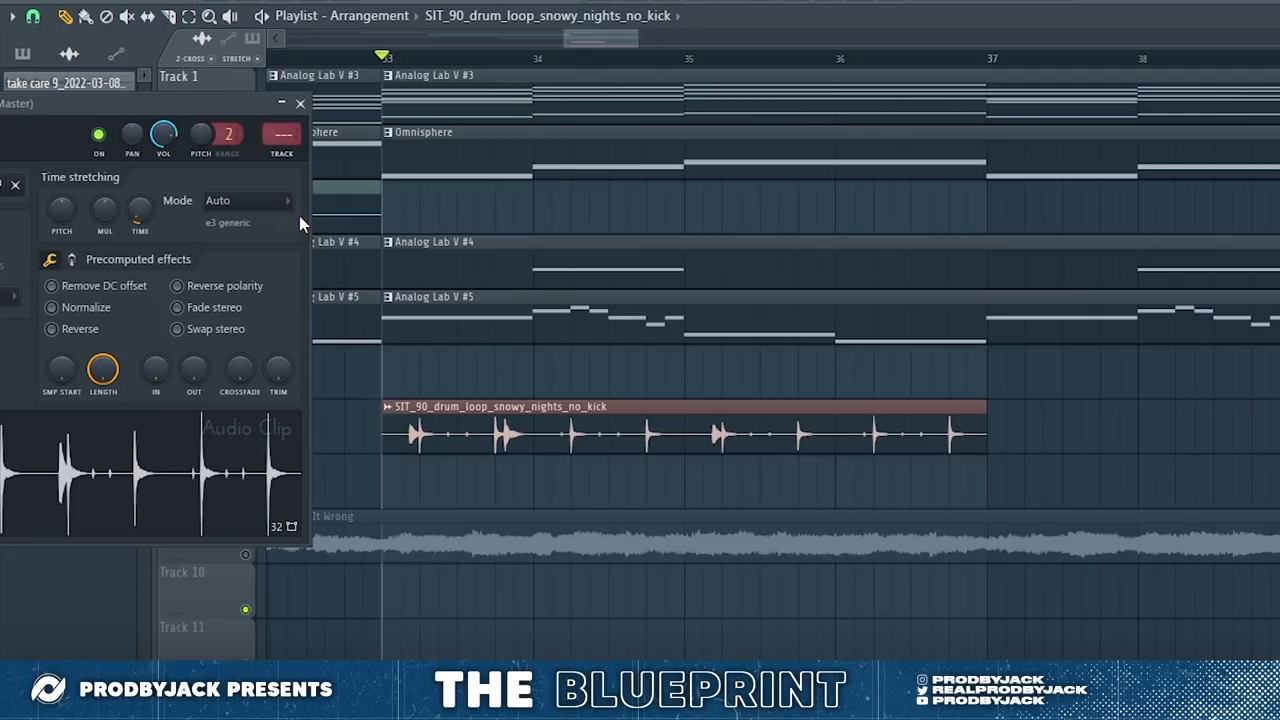 Playlist - Arrangement › SIT_90_drum_loop_snowy_nights_no_kick ›
Z-CROSS STRETCH
33 34 35 36 37 38
take care 9_2022-03-08..
Track 1
Analog Lab V #3
Analog Lab V #3
Master)
ON PAN VOL PITCH RANGE 2 --- TRACK
phere
Omnisphere
Time stretching
PITCH MUL TIME
Mode Auto
e3 generic
Lab V #4
Analog Lab V #4
Precomputed effects
Remove DC offset
Reverse polarity
Normalize
Fade stereo
Reverse
Swap stereo
Lab V #5
Analog Lab V #5
SMP START LENGTH IN OUT CROSSFADE TRIM
SIT_90_drum_loop_snowy_nights_no_kick
Audio Clip
32
It Wrong
Track 10
Track 11
PRODBYJACK PRESENTS
THE BLUEPRINT
PRODBYJACK
REALPRODBYJACK
PRODBYJACK